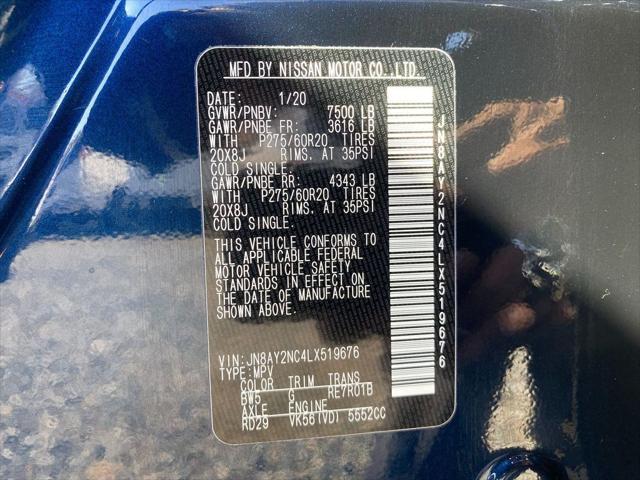 MFD BY NISSAN MOTOR CO.,LTD.
DATE: 1/20
GVWR/PNBV: 7500 LB
GAWR/PNBE FR: 3616 LB
WITH P275/60R20 TIRES
20X8J RIMS. AT 35PSI
COLD SINGLE.
GAWR/PNBE RR: 4343 LB
WITH P275/60R20 TIRES
20X8J RIMS. AT 35PSI
COLD SINGLE.
THIS VEHICLE CONFORMS TO
ALL APPLICABLE FEDERAL
MOTOR VEHICLE SAFETY
STANDARDS IN EFFECT ON
THE DATE OF MANUFACTURE
SHOWN ABOVE.
VIN:JN8AY2NC4LX519676
TYPE:MPV
COLOR TRIM TRANS
BW5 G RE7R01B
AXLE ENGINE
RD29 VK56(VD) 5552CC
JN8AY2NC4LX519676